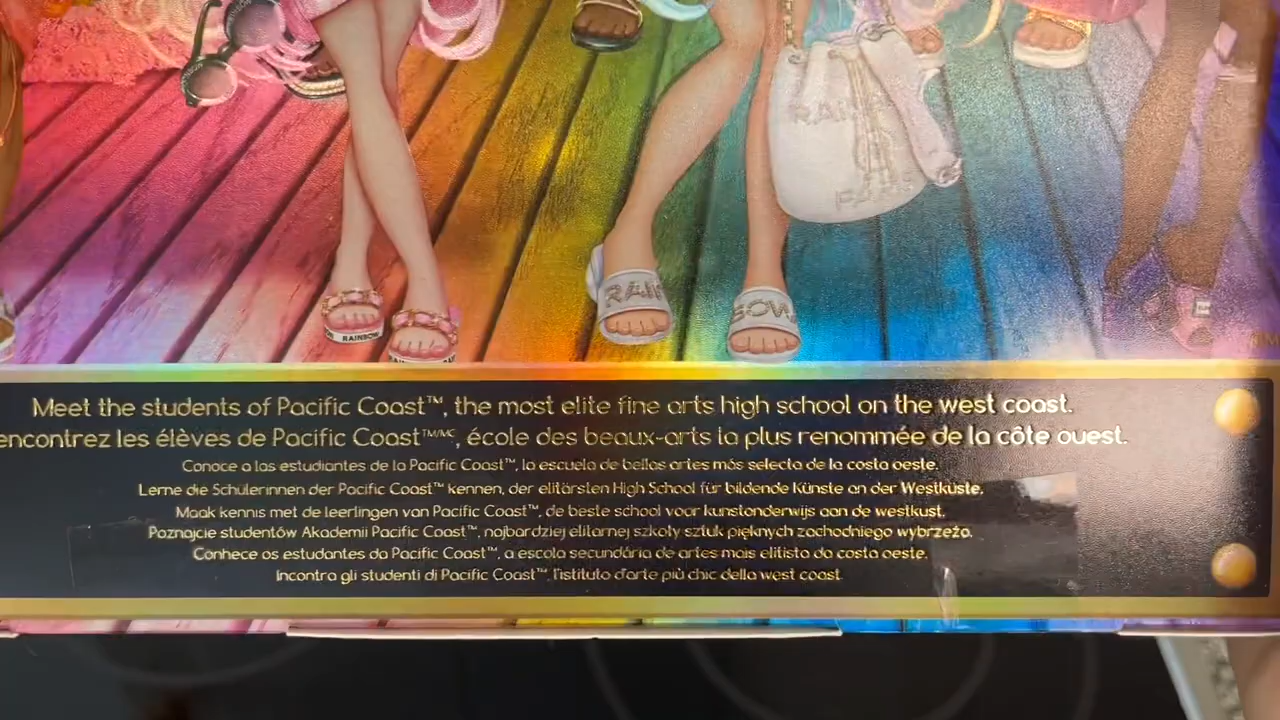 RAINBOW
RAIN
BOW
Meet the students of Pacific Coast™, the most elite fine arts high school on the west coast.
encontrez les élèves de Pacific Coast™/MC, école des beaux-arts la plus renommée de la côte ouest.
Conoce a las estudiantes de la Pacific Coast™, la escuela de bellas artes más selecta de la costa oeste.
Lerne die Schülerinnen der Pacific Coast™ kennen, der elitärsten High School für bildende Künste an der Westküste.
Maak kennis met de leerlingen van Pacific Coast™, de beste school voor kunstonderwijs aan de westkust.
Poznajcie studentów Akademii Pacific Coast™, najbardziej elitarnej szkoły sztuk pięknych zachodniego wybrzeża.
Conhece os estudantes da Pacific Coast™, a escola secundária de artes mais elitista da costa oeste.
Incontra gli studenti di Pacific Coast™, l'istituto d'arte più chic della west coast.